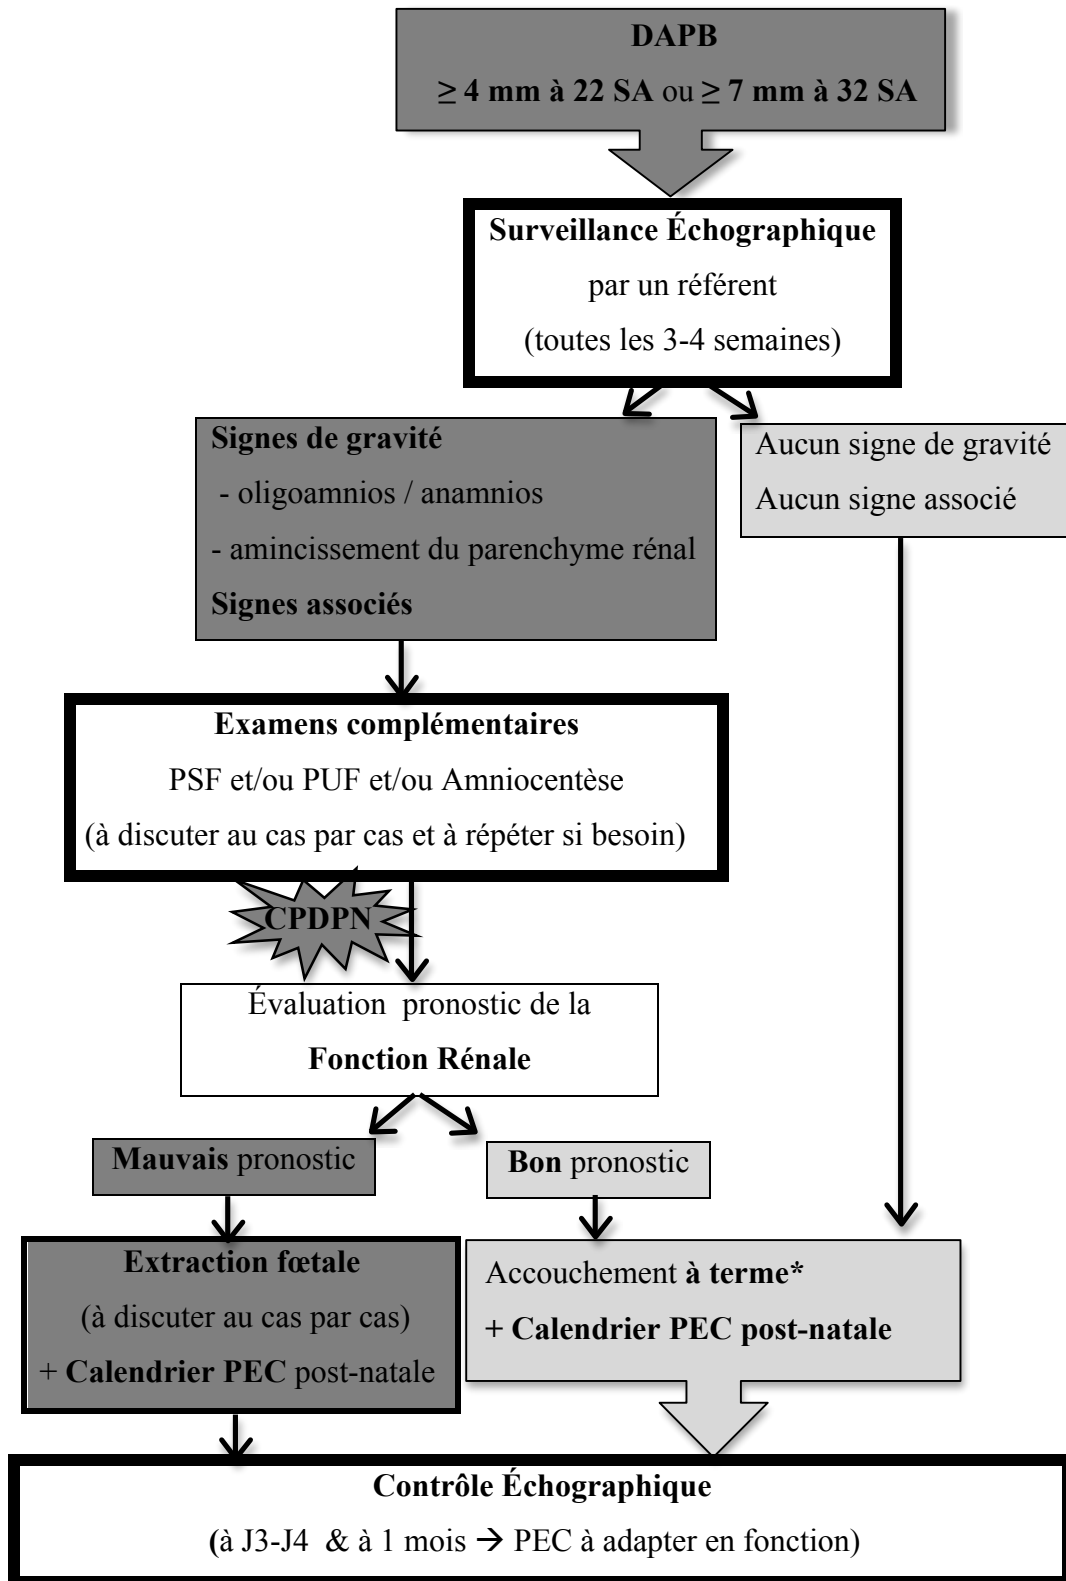 DAPB
≥ 4 mm à 22 SA ou ≥ 7 mm à 32 SA
Surveillance Échographique
par un référent
(toutes les 3-4 semaines)
Signes de gravité
- oligoamnios / anamnios
- amincissement du parenchyme rénal
Signes associés
Aucun signe de gravité
Aucun signe associé
Examens complémentaires
PSF et/ou PUF et/ou Amniocentèse
(à discuter au cas par cas et à répéter si besoin)
CPDPN
Évaluation pronostic de la
Fonction Rénale
Mauvais pronostic
Bon pronostic
Extraction fœtale
(à discuter au cas par cas)
+ Calendrier PEC post-natale
Accouchement à terme*
+ Calendrier PEC post-natale
Contrôle Échographique
(à J3-J4 & à 1 mois → PEC à adapter en fonction)